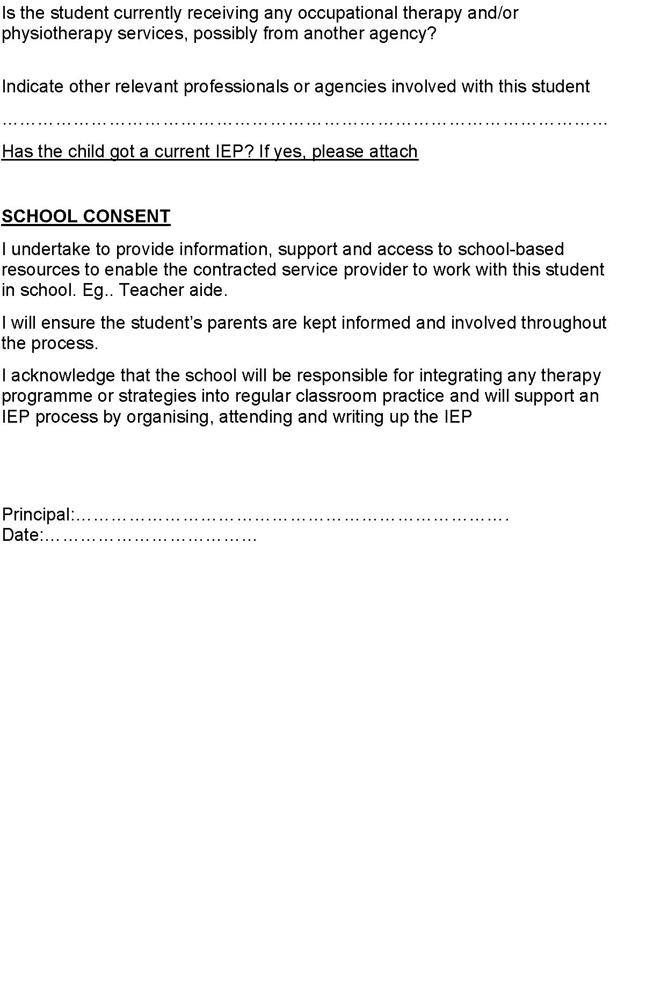 Is the student currently receiving any occupational therapy and/or
physiotherapy services, possibly from another agency?
Indicate other relevant professionals or agencies involved with this student
…………………………………………………………………………………………
Has the child got a current IEP? If yes, please attach
SCHOOL CONSENT
I undertake to provide information, support and access to school-based
resources to enable the contracted service provider to work with this student
in school. Eg.. Teacher aide.
I will ensure the student’s parents are kept informed and involved throughout
the process.
I acknowledge that the school will be responsible for integrating any therapy
programme or strategies into regular classroom practice and will support an
IEP process by organising, attending and writing up the IEP
Principal:……………………………………………………………….
Date:………………………………